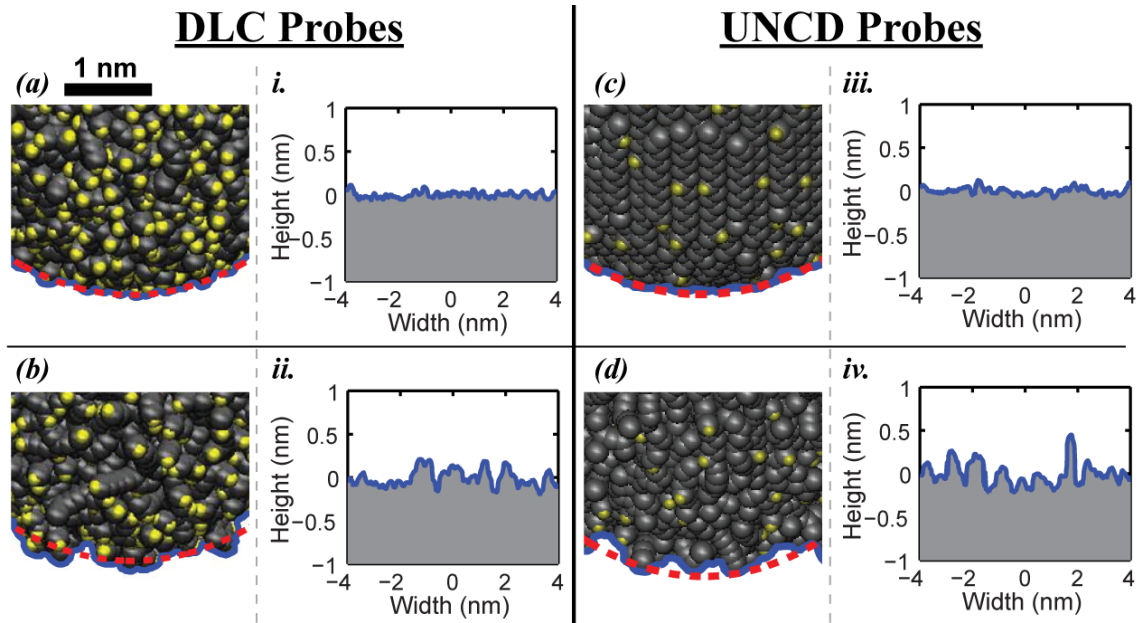 DLC Probes
UNCD Probes
(a)
1 nm
i.
1
0.5
0
−0.5
−1
Height (nm)
−4 −2 0 2 4
Width (nm)
(c)
iii.
1
0.5
0
−0.5
−1
Height (nm)
−4 −2 0 2 4
Width (nm)
(b)
ii.
1
0.5
0
−0.5
−1
Height (nm)
−4 −2 0 2 4
Width (nm)
(d)
iv.
1
0.5
0
−0.5
−1
Height (nm)
−4 −2 0 2 4
Width (nm)